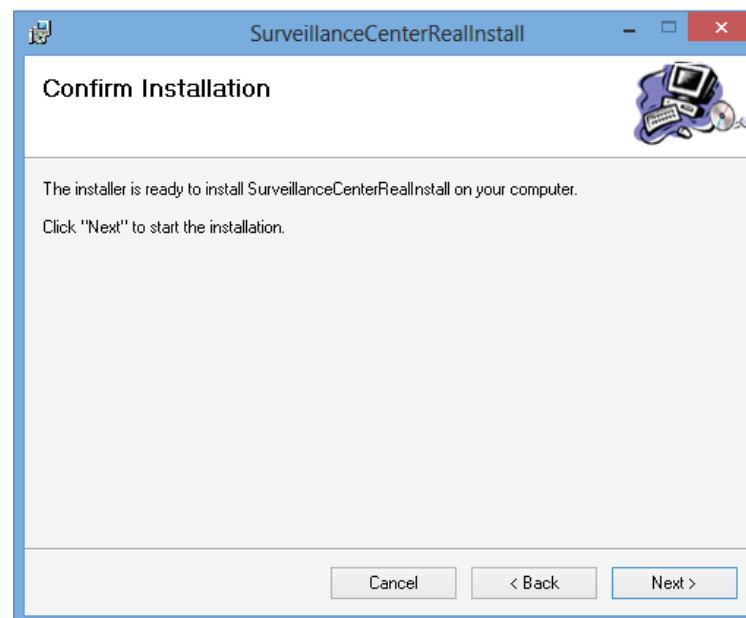 SurveillanceCenterRealInstall
Confirm Installation
The installer is ready to install SurveillanceCenterRealInstall on your computer.
Click "Next" to start the installation.
Cancel
< Back
Next >